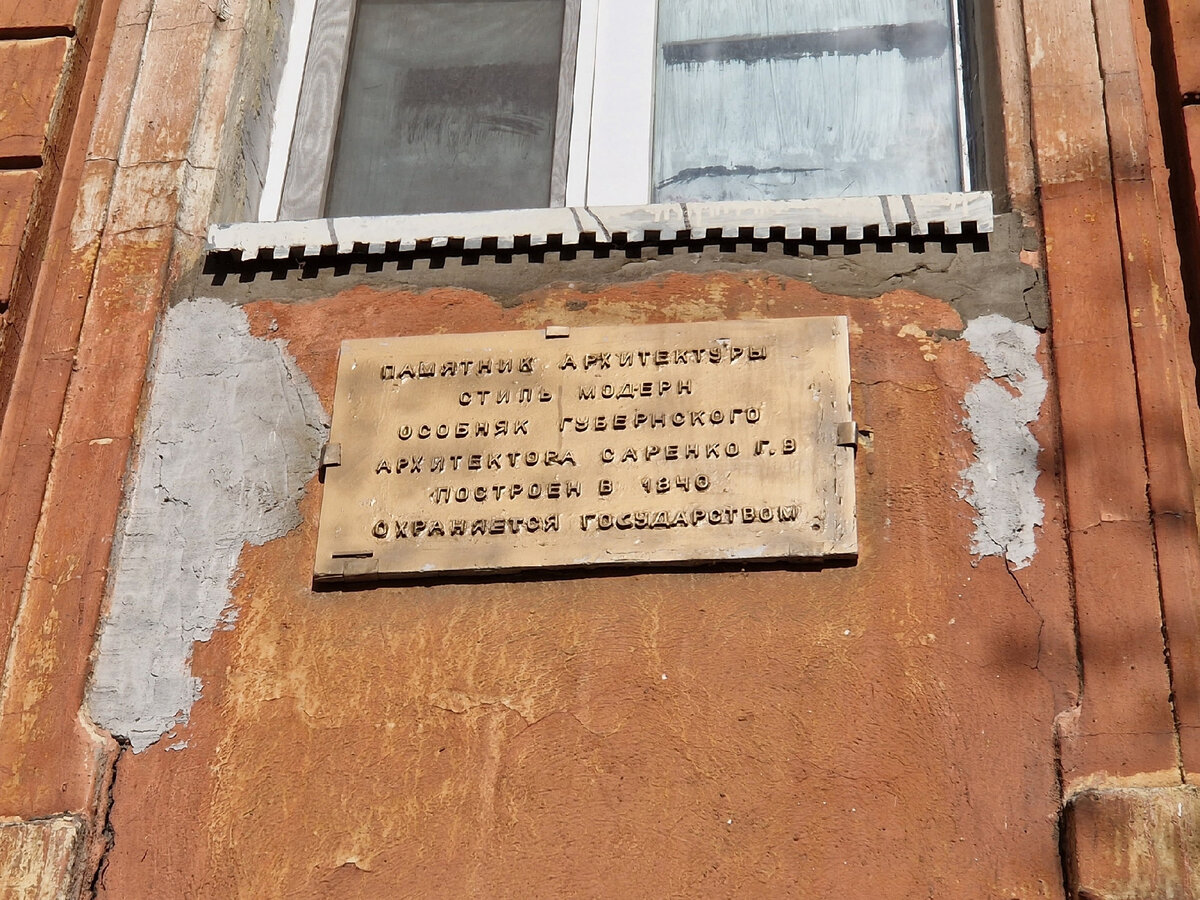 ПАМЯТНИК АРХИТЕКТУРЫ
СТИЛЬ МОДЕРН
ОСОБНЯК ГУБЕРНСКОГО
АРХИТЕКТОРА САРЕНКО Г. В
ПОСТРОЕН В 1840
ОХРАНЯЕТСЯ ГОСУДАРСТВОМ